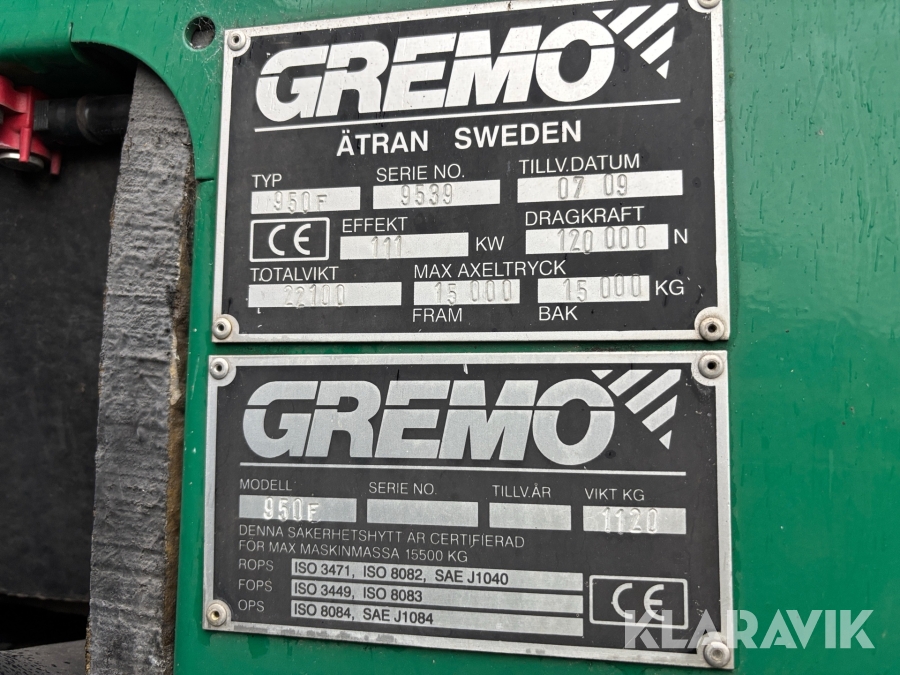 GREMO
ÄTRAN SWEDEN
TYP 950F SERIE NO. 9539 TILLV.DATUM 07 09
CE EFFEKT 111 KW DRAGKRAFT 120 000 N
TOTALVIKT 22100 MAX AXELTRYCK 15 000 15 000 KG
FRAM BAK
GREMO
MODELL SERIE NO. TILLV.ÅR VIKT KG
950F 1120
DENNA SÄKERHETSHYTT ÄR CERTIFIERAD
FÖR MAX MASKINMASSA 15500 KG
ROPS ISO 3471, ISO 8082, SAE J1040
FOPS ISO 3449, ISO 8083
OPS ISO 8084, SAE J1084
CE
KLARAVIK